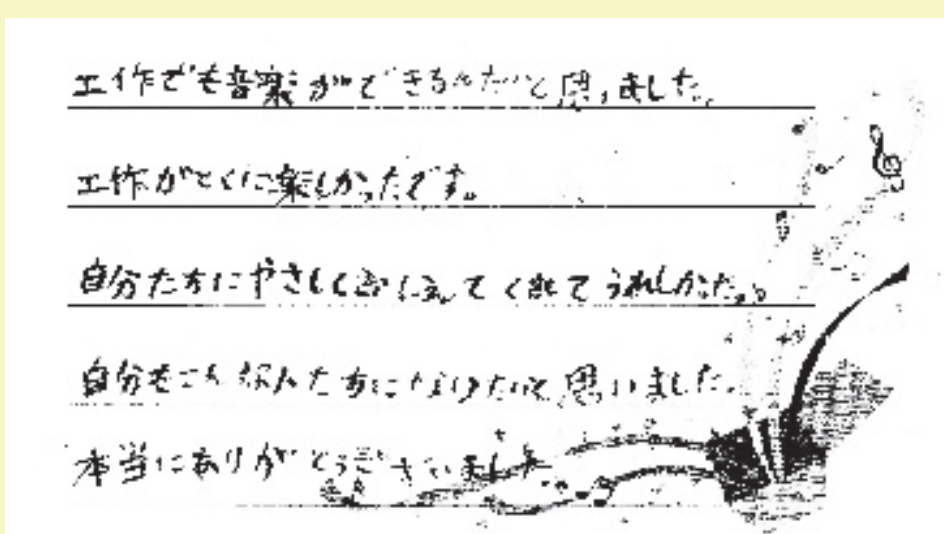 工作でも音楽ができるんだと思いました。
工作がとくに楽しかったです。
自分たちにやさしくおしえてくれてうれしかった。
自分もこん な人たちになりたいと思いました。
本当にありがとうございました